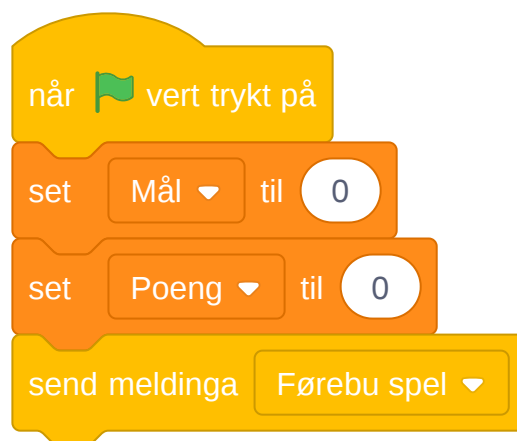 når vert trykt på
set Mål til 0
set Poeng til 0
send meldinga Førebu spel